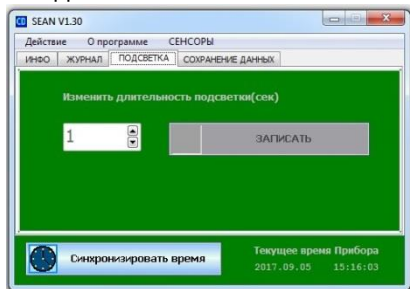 SEAN V1.30
Действие О программе СЕНСОРЫ
ИНФО ЖУРНАЛ ПОДСВЕТКА СОХРАНЕНИЕ ДАННЫХ
Изменить длительность подсветки(сек)
1 ЗАПИСАТЬ
Синхронизировать время
Текущее время Прибора
2017.09.05 15:16:03